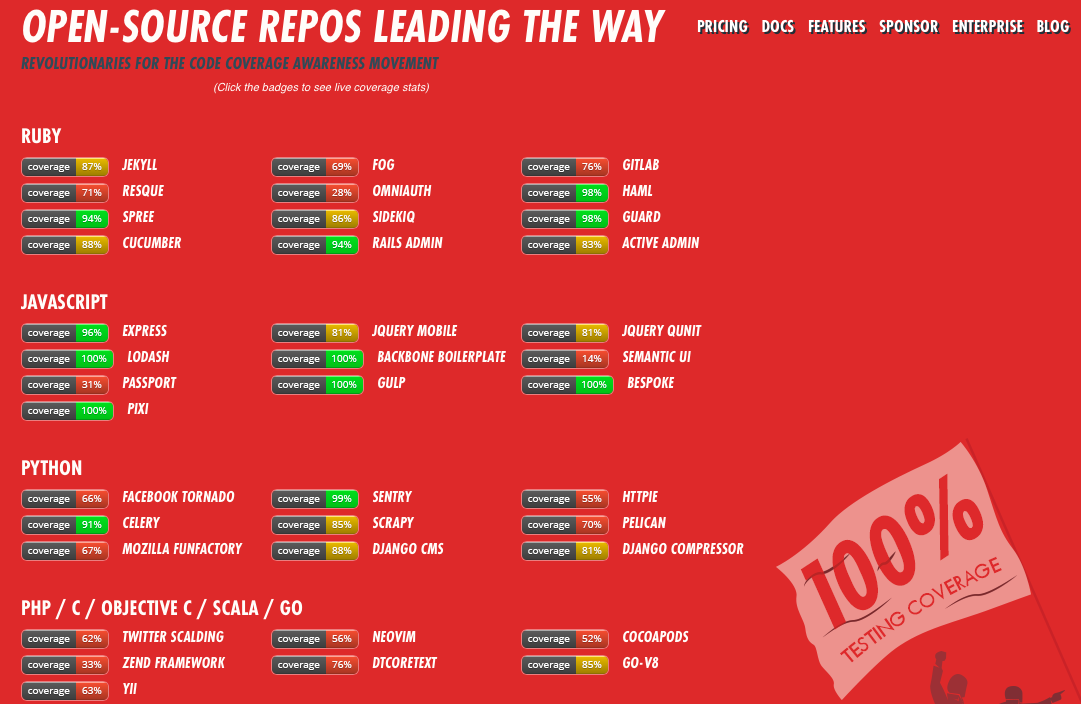 OPEN-SOURCE REPOS LEADING THE WAY
PRICING DOCS FEATURES SPONSOR ENTERPRISE BLOG
REVOLUTIONARIES FOR THE CODE COVERAGE AWARENESS MOVEMENT
(Click the badges to see live coverage stats)
RUBY
coverage 87% JEKYLL coverage 69% FOG coverage 76% GITLAB
coverage 71% RESQUE coverage 28% OMNIAUTH coverage 98% HAML
coverage 94% SPREE coverage 86% SIDEKIQ coverage 98% GUARD
coverage 88% CUCUMBER coverage 94% RAILS ADMIN coverage 83% ACTIVE ADMIN
JAVASCRIPT
coverage 96% EXPRESS coverage 81% JQUERY MOBILE coverage 81% JQUERY QUNIT
coverage 100% LODASH coverage 100% BACKBONE BOILERPLATE coverage 14% SEMANTIC UI
coverage 31% PASSPORT coverage 100% GULP coverage 100% BESPOKE
coverage 100% PIXI
PYTHON
coverage 66% FACEBOOK TORNADO coverage 99% SENTRY coverage 55% HTTPIE
coverage 91% CELERY coverage 85% SCRAPY coverage 70% PELICAN
coverage 67% MOZILLA FUNFACTORY coverage 88% DJANGO CMS coverage 81% DJANGO COMPRESSOR
PHP / C / OBJECTIVE C / SCALA / GO
coverage 62% TWITTER SCALDING coverage 56% NEOVIM coverage 52% COCOAPODS
coverage 33% ZEND FRAMEWORK coverage 76% DTCORETEXT coverage 85% GO-V8
coverage 63% YII
100%
TESTING COVERAGE